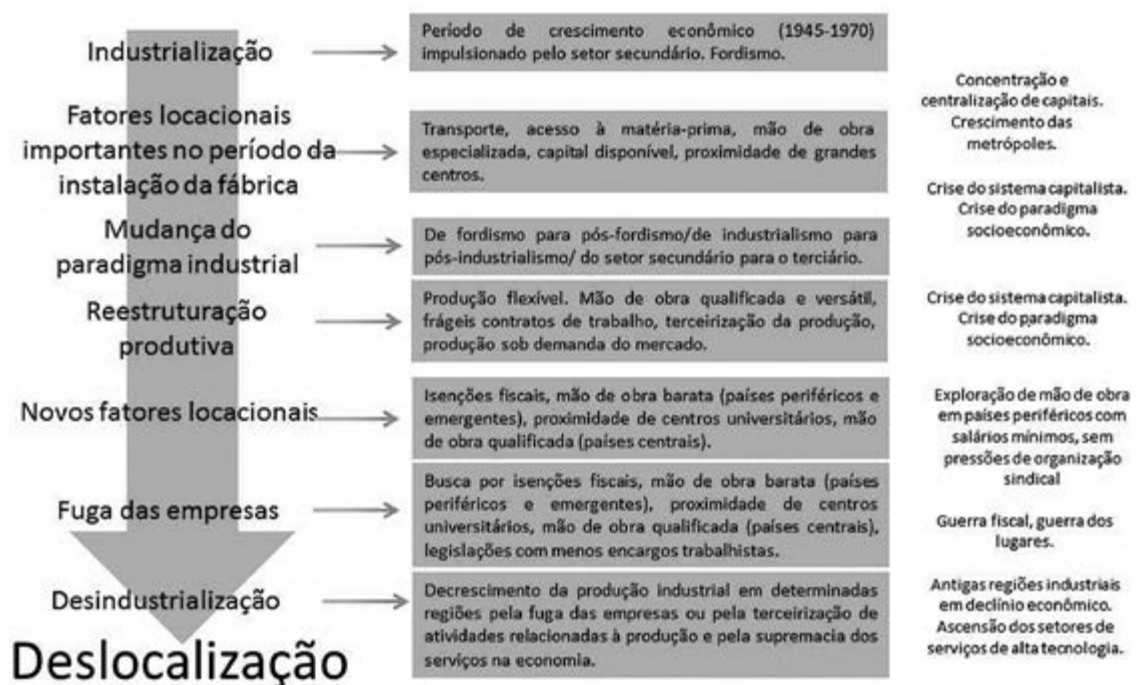 Industrialização
Período de crescimento econômico (1945-1970)
impulsionado pelo setor secundário. Fordismo.
Concentração e
centralização de capitais.
Crescimento das
metrópoles.
Fatores locacionais
importantes no período da
instalação da fábrica
Transporte, acesso à matéria-prima, mão de obra
especializada, capital disponível, proximidade de grandes
centros.
Crise do sistema capitalista.
Crise do paradigma
socioeconômico.
Mudança do
paradigma industrial
De fordismo para pós-fordismo/de industrialismo para
pós-industrialismo/ do setor secundário para o terciário.
Reestruturação
produtiva
Produção flexível. Mão de obra qualificada e versátil,
frágeis contratos de trabalho, terceirização da produção,
produção sob demanda do mercado.
Crise do sistema capitalista.
Crise do paradigma
socioeconômico.
Novos fatores locacionais
Isenções fiscais, mão de obra barata (países periféricos e
emergentes), proximidade de centros universitários, mão
de obra qualificada (países centrais).
Exploração de mão de obra
em países periféricos com
salários mínimos, sem
pressões de organização
sindical
Fuga das empresas
Busca por isenções fiscais, mão de obra barata (países
periféricos e emergentes), proximidade de centros
universitários, mão de obra qualificada (países centrais),
legislações com menos encargos trabalhistas.
Guerra fiscal, guerra dos
lugares.
Desindustrialização
Decrescimento da produção industrial em determinadas
regiões pela fuga das empresas ou pela terceirização de
atividades relacionadas à produção e pela supremacia dos
serviços na economia.
Antigas regiões industriais
em declínio econômico.
Ascensão dos setores de
serviços de alta tecnologia.
Deslocalização